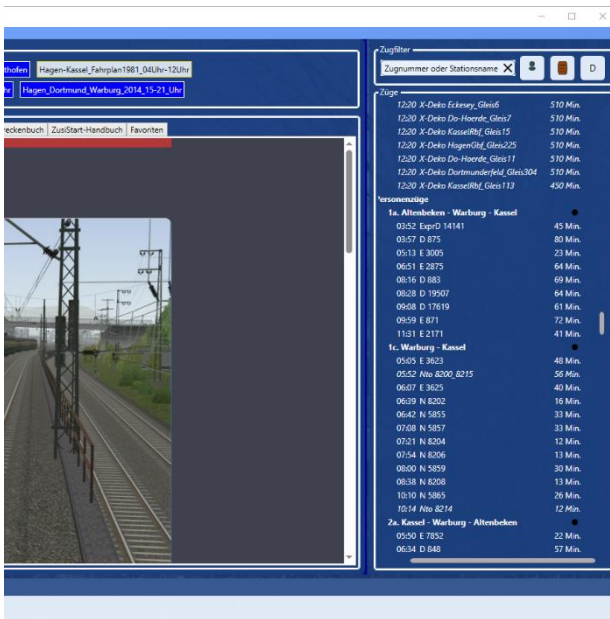 thofen Hagen-Kassel_Fahrplan1981_04Uhr-12Uhr
hr Hagen_Dortmund_Warburg_2014_15-21_Uhr
reckenbuch ZusiStart-Handbuch Favoriten
Zugfilter
Zugnummer oder Stationsname X D
Züge
12:20 X-Deko Eckesey_Gleis6 510 Min.
12:20 X-Deko Do-Hoerde_Gleis7 510 Min.
12:20 X-Deko KasselRbf_Gleis15 510 Min.
12:20 X-Deko HagenGbf_Gleis225 510 Min.
12:20 X-Deko Do-Hoerde_Gleis11 510 Min.
12:20 X-Deko Dortmunderfeld_Gleis304 510 Min.
12:20 X-Deko KasselRbf_Gleis113 450 Min.
ersonenzüge
1a. Altenbeken - Warburg - Kassel
03:52 ExprD 14141 45 Min.
03:57 D 875 80 Min.
05:13 E 3005 23 Min.
06:51 E 2875 64 Min.
08:16 D 883 69 Min.
08:28 D 19507 64 Min.
09:08 D 17619 61 Min.
09:59 E 871 72 Min.
11:31 E 2171 41 Min.
1c. Warburg - Kassel
05:05 E 3623 48 Min.
05:52 Nto 8200_8215 56 Min.
06:07 E 3625 40 Min.
06:39 N 8202 16 Min.
06:42 N 5855 33 Min.
07:08 N 5857 33 Min.
07:21 N 8204 12 Min.
07:54 N 8206 13 Min.
08:00 N 5859 30 Min.
08:38 N 8208 13 Min.
10:10 N 5865 26 Min.
10:14 Nto 8214 12 Min.
2a. Kassel - Warburg - Altenbeken
05:50 E 7852 22 Min.
06:34 D 848 57 Min.